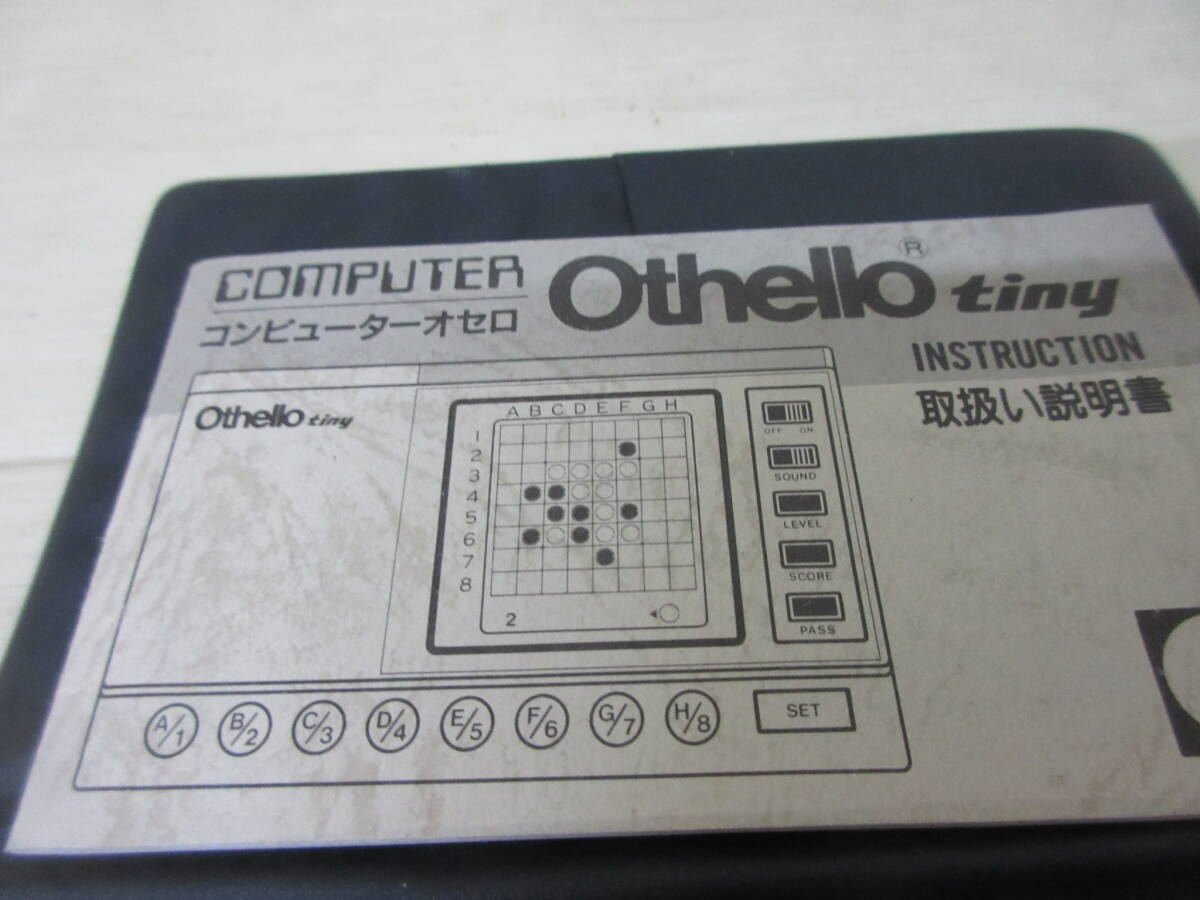 COMPUTER
コンピューターオセロ
Othello® tiny
INSTRUCTION
取扱い説明書
Othello tiny
A B C D E F G H
1
2
3
4
5
6
7
8
2
OFF ON
SOUND
LEVEL
SCORE
PASS
A/1 B/2 C/3 D/4 E/5 F/6 G/7 H/8 SET